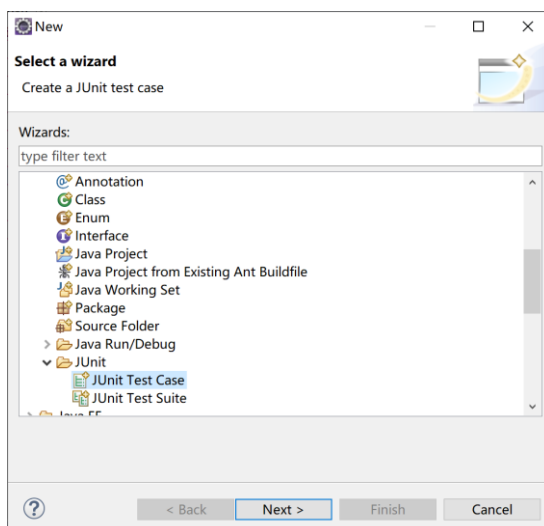 New
Select a wizard
Create a JUnit test case
Wizards:
type filter text
Annotation
Class
Enum
Interface
Java Project
Java Project from Existing Ant Buildfile
Java Working Set
Package
Source Folder
Java Run/Debug
JUnit
JUnit Test Case
JUnit Test Suite
Java EE
< Back Next > Finish Cancel